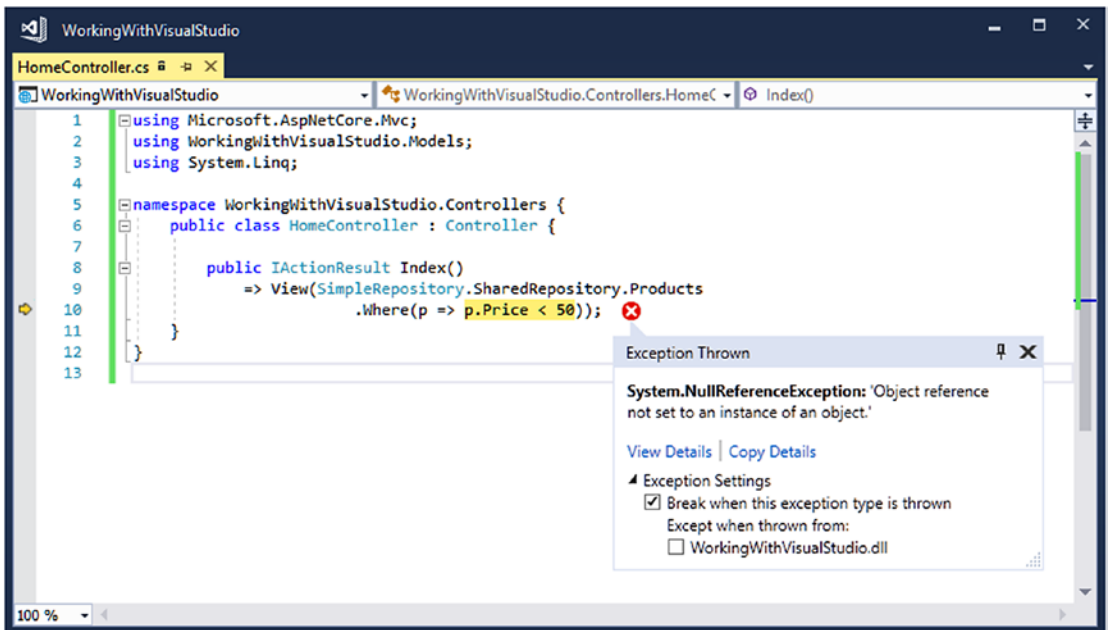 WorkingWithVisualStudio
HomeController.cs
WorkingWithVisualStudio WorkingWithVisualStudio.Controllers.HomeC Index()
1 using Microsoft.AspNetCore.Mvc;
2 using WorkingWithVisualStudio.Models;
3 using System.Linq;
4
5 namespace WorkingWithVisualStudio.Controllers {
6 public class HomeController : Controller {
7
8 public IActionResult Index()
9 => View(SimpleRepository.SharedRepository.Products
10 .Where(p => p.Price < 50));
11 }
12 }
13
Exception Thrown
System.NullReferenceException: 'Object reference
not set to an instance of an object.'
View Details | Copy Details
Exception Settings
Break when this exception type is thrown
Except when thrown from:
WorkingWithVisualStudio.dll
100 %